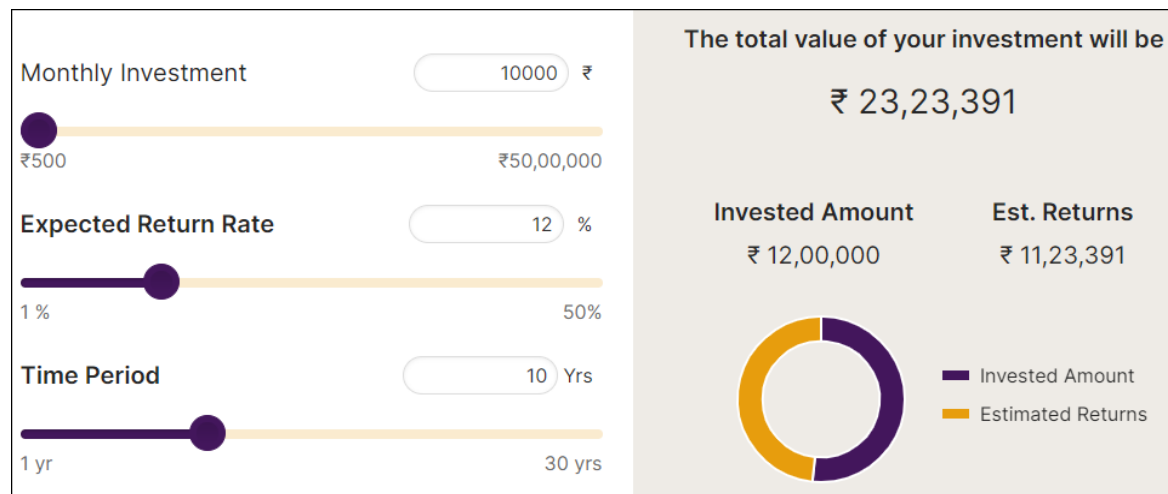 Monthly Investment
10000 ₹
₹500
₹50,00,000
Expected Return Rate
12 %
1 %
50%
Time Period
10 Yrs
1 yr
30 yrs
The total value of your investment will be
₹ 23,23,391
Invested Amount
₹ 12,00,000
Est. Returns
₹ 11,23,391
Invested Amount
Estimated Returns